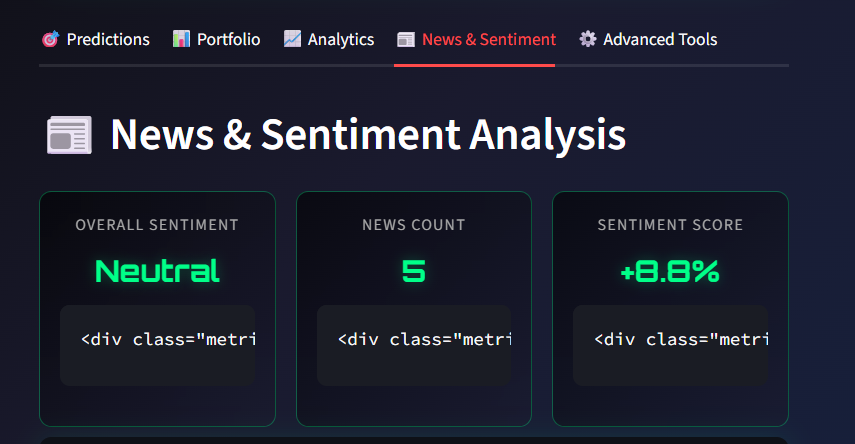 Predictions Portfolio Analytics News & Sentiment Advanced Tools
News & Sentiment Analysis
OVERALL SENTIMENT
Neutral
<div class="metri
NEWS COUNT
5
<div class="metri
SENTIMENT SCORE
+8.8%
<div class="metri